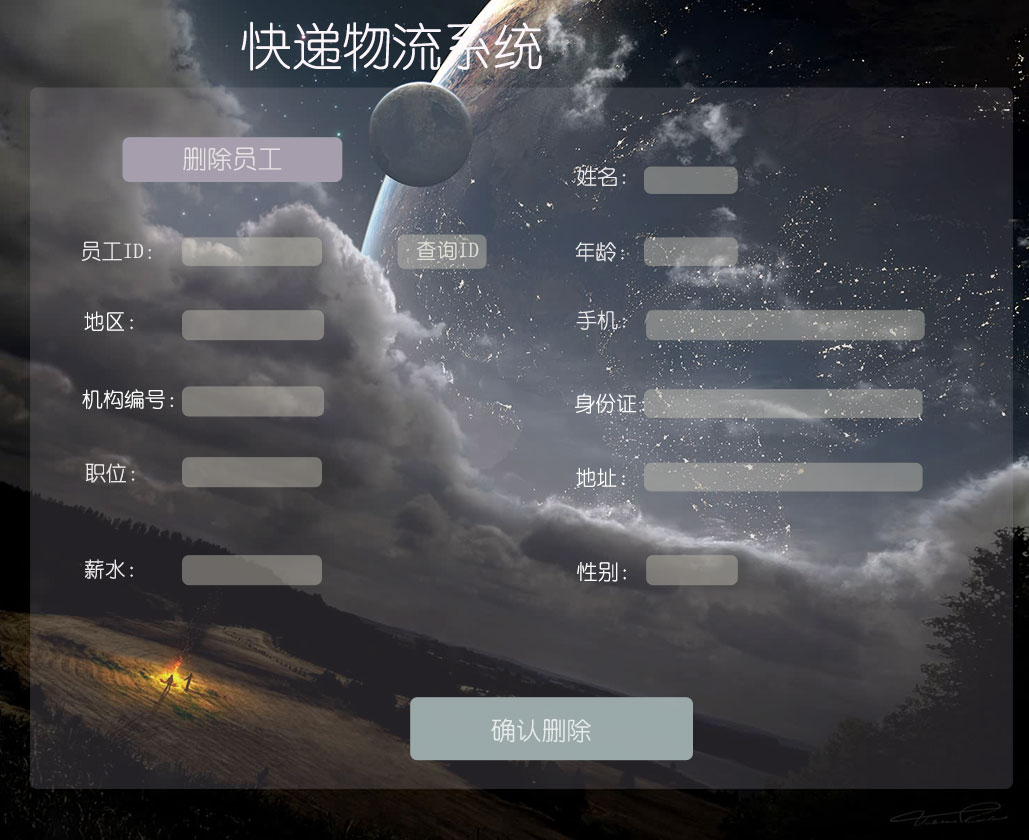 快递物流系统
删除员工
姓名：
员工ID：
查询ID
年龄：
地区：
手机：
机构编号：
身份证：
职位：
地址：
薪水：
性别：
确认删除